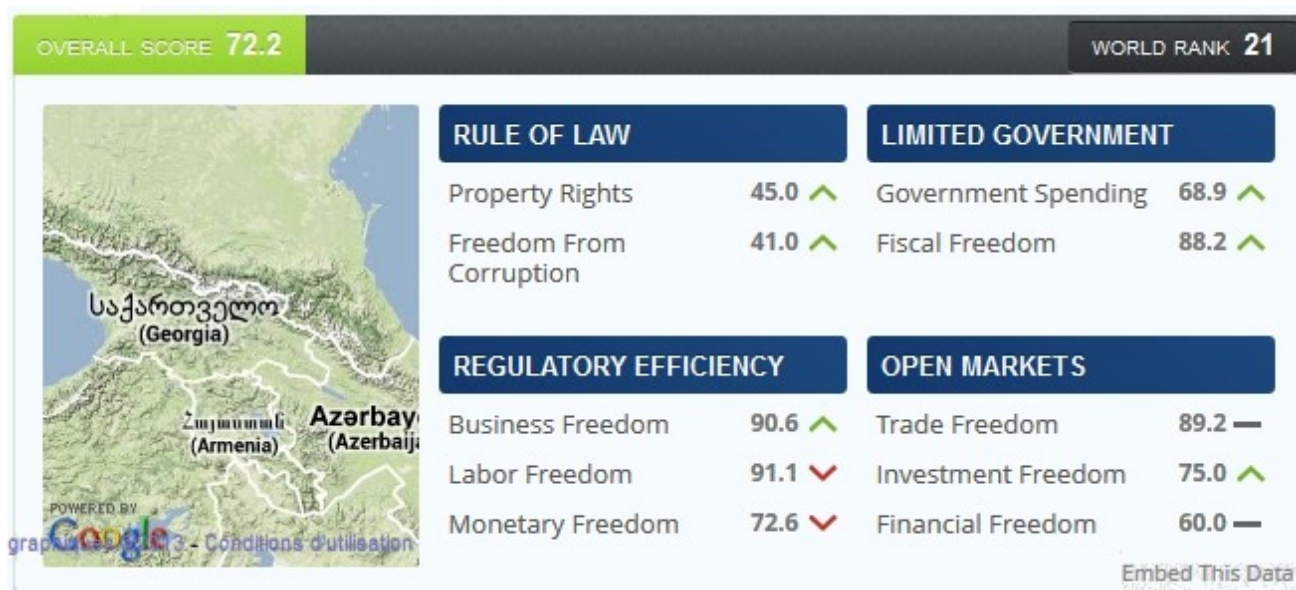 OVERALL SCORE 72.2
WORLD RANK 21
RULE OF LAW
Property Rights 45.0
Freedom From
Corruption 41.0
LIMITED GOVERNMENT
Government Spending 68.9
Fiscal Freedom 88.2
REGULATORY EFFICIENCY
Business Freedom 90.6
Labor Freedom 91.1
Monetary Freedom 72.6
OPEN MARKETS
Trade Freedom 89.2
Investment Freedom 75.0
Financial Freedom 60.0
საქართველო
(Georgia)
Հայաստան
(Armenia)
Azərbay
(Azerbaija
POWERED BY
Google
- Conditions d'utilisation
Embed This Data